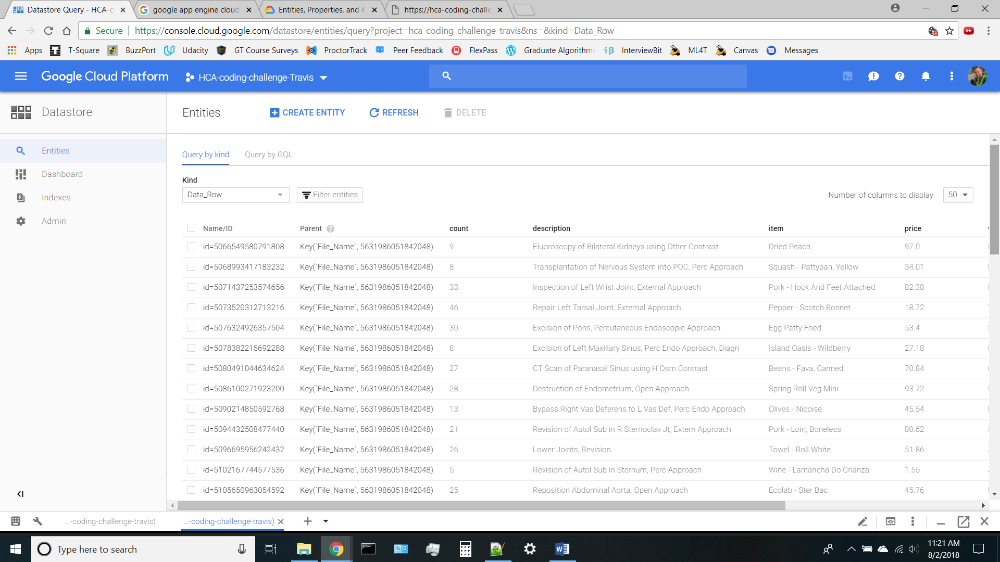 Datastore Query - HCA-c
google app engine cloud
Entities, Properties, and K
https://hca-coding-challe
Secure
https://console.cloud.google.com/datastore/entities/query?project=hca-coding-challenge-travis&ns=&kind=Data_Row
Apps T-Square BuzzPort Udacity GT Course Surveys ProctorTrack Peer Feedback FlexPass Graduate Algorithms InterviewBit ML4T Canvas Messages
Google Cloud Platform HCA-coding-challenge-Travis
Datastore
Entities CREATE ENTITY REFRESH DELETE
Entities
Dashboard
Indexes
Admin
Query by kind Query by GQL
Kind
Data_Row Filter entities Number of columns to display 50
Name/ID Parent count description item price
id=5066549580791808 Key(`File_Name`, 5631986051842048) 9 Fluoroscopy of Bilateral Kidneys using Other Contrast Dried Peach 97.0
id=5068993417183232 Key(`File_Name`, 5631986051842048) 8 Transplantation of Nervous System into POC, Perc Approach Squash - Pattypan, Yellow 34.01
id=5071437253574656 Key(`File_Name`, 5631986051842048) 33 Inspection of Left Wrist Joint, External Approach Pork - Hock And Feet Attached 82.38
id=5073520312713216 Key(`File_Name`, 5631986051842048) 46 Repair Left Tarsal Joint, External Approach Pepper - Scotch Bonnet 18.72
id=5076324926357504 Key(`File_Name`, 5631986051842048) 30 Excision of Pons, Percutaneous Endoscopic Approach Egg Patty Fried 53.4
id=5078382215692288 Key(`File_Name`, 5631986051842048) 8 Excision of Left Maxillary Sinus, Perc Endo Approach, Diagn Island Oasis - Wildberry 27.18
id=5080491044634624 Key(`File_Name`, 5631986051842048) 27 CT Scan of Paranasal Sinus using H Osm Contrast Beans - Fava, Canned 70.84
id=5086100271923200 Key(`File_Name`, 5631986051842048) 28 Destruction of Endometrium, Open Approach Spring Roll Veg Mini 93.72
id=5090214850592768 Key(`File_Name`, 5631986051842048) 13 Bypass Right Vas Deferens to L Vas Def, Perc Endo Approach Olives - Nicoise 45.54
id=5094432508477440 Key(`File_Name`, 5631986051842048) 21 Revision of Autol Sub in R Sternoclav Jt, Extern Approach Pork - Loin, Boneless 80.62
id=5096695956242432 Key(`File_Name`, 5631986051842048) 26 Lower Joints, Revision Towel - Roll White 51.86
id=5102167744577536 Key(`File_Name`, 5631986051842048) 5 Revision of Autol Sub in Sternum, Perc Approach Wine - Lamancha Do Crianza 1.55
id=5105650963054592 Key(`File_Name`, 5631986051842048) 25 Reposition Abdominal Aorta, Open Approach Ecolab - Ster Bac 45.76
...-coding-challenge-travis) ...-coding-challenge-travis)
Type here to search
11:21 AM
8/2/2018